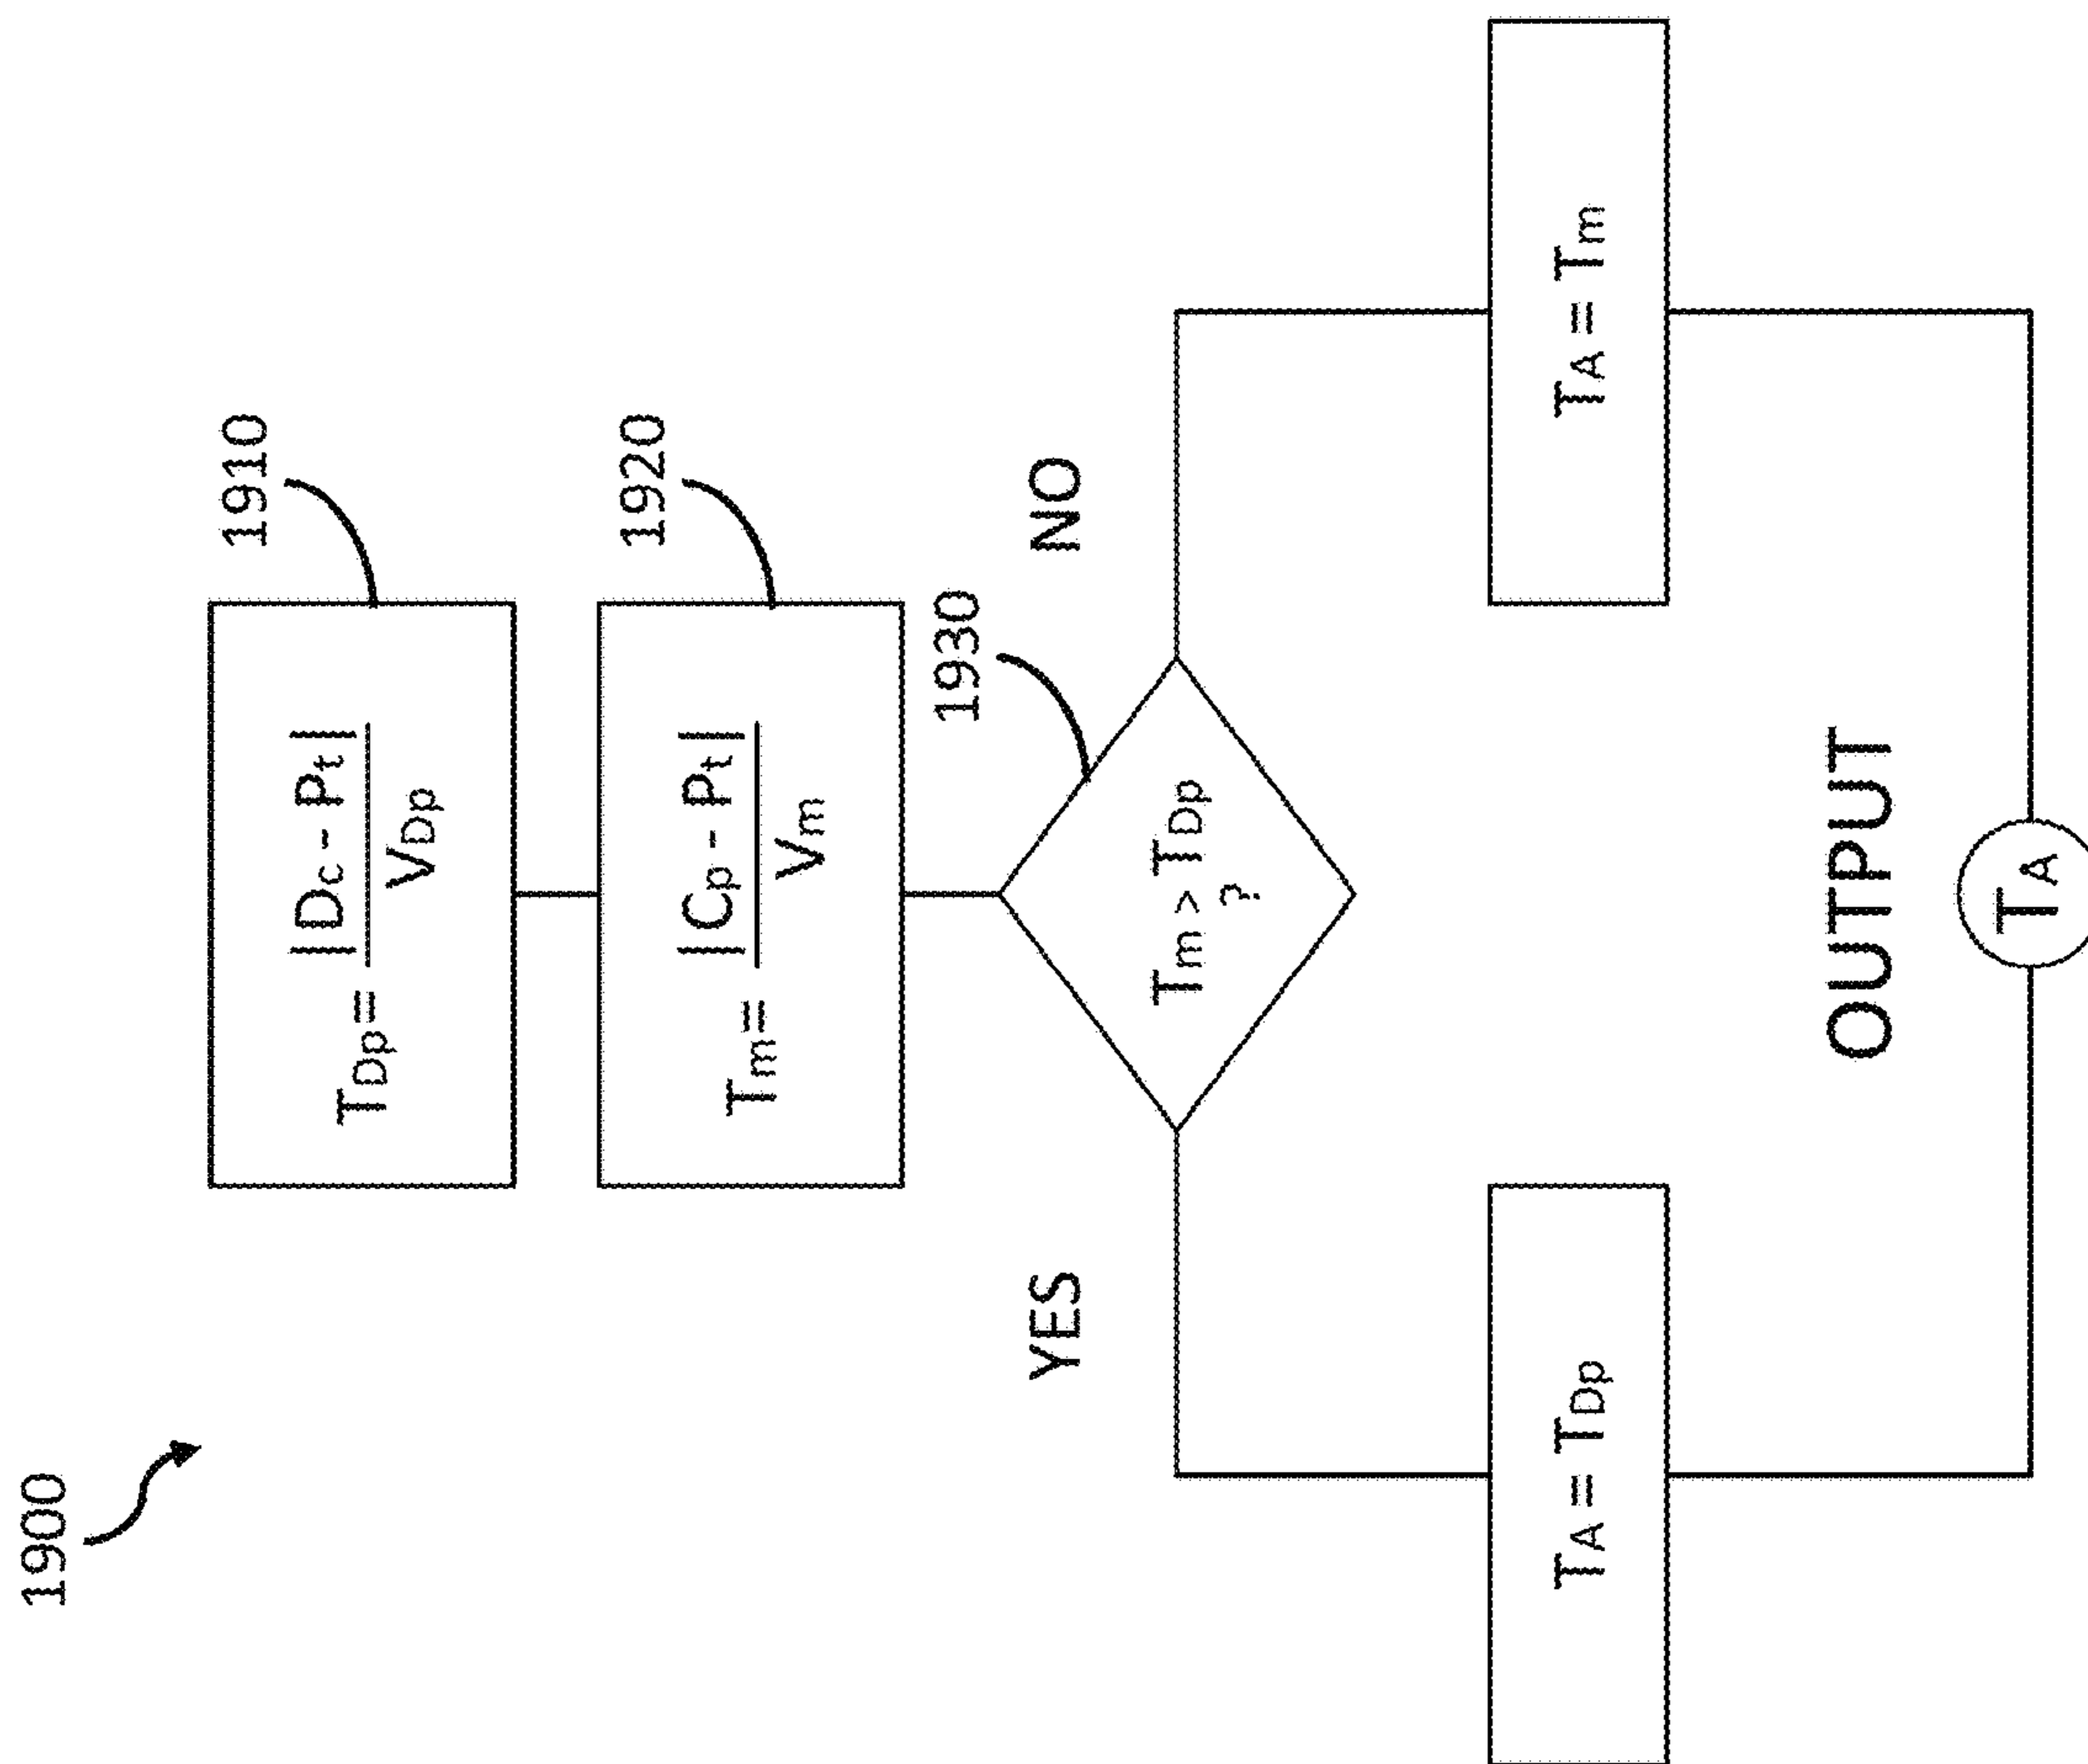 1900
1910
T_Dp = |D_c - P_t| / V_Dp
1920
T_m = |C_p - P_t| / V_m
1930
T_m > T_Dp
?
YES
NO
T_A = T_Dp
T_A = T_m
OUTPUT
T_A